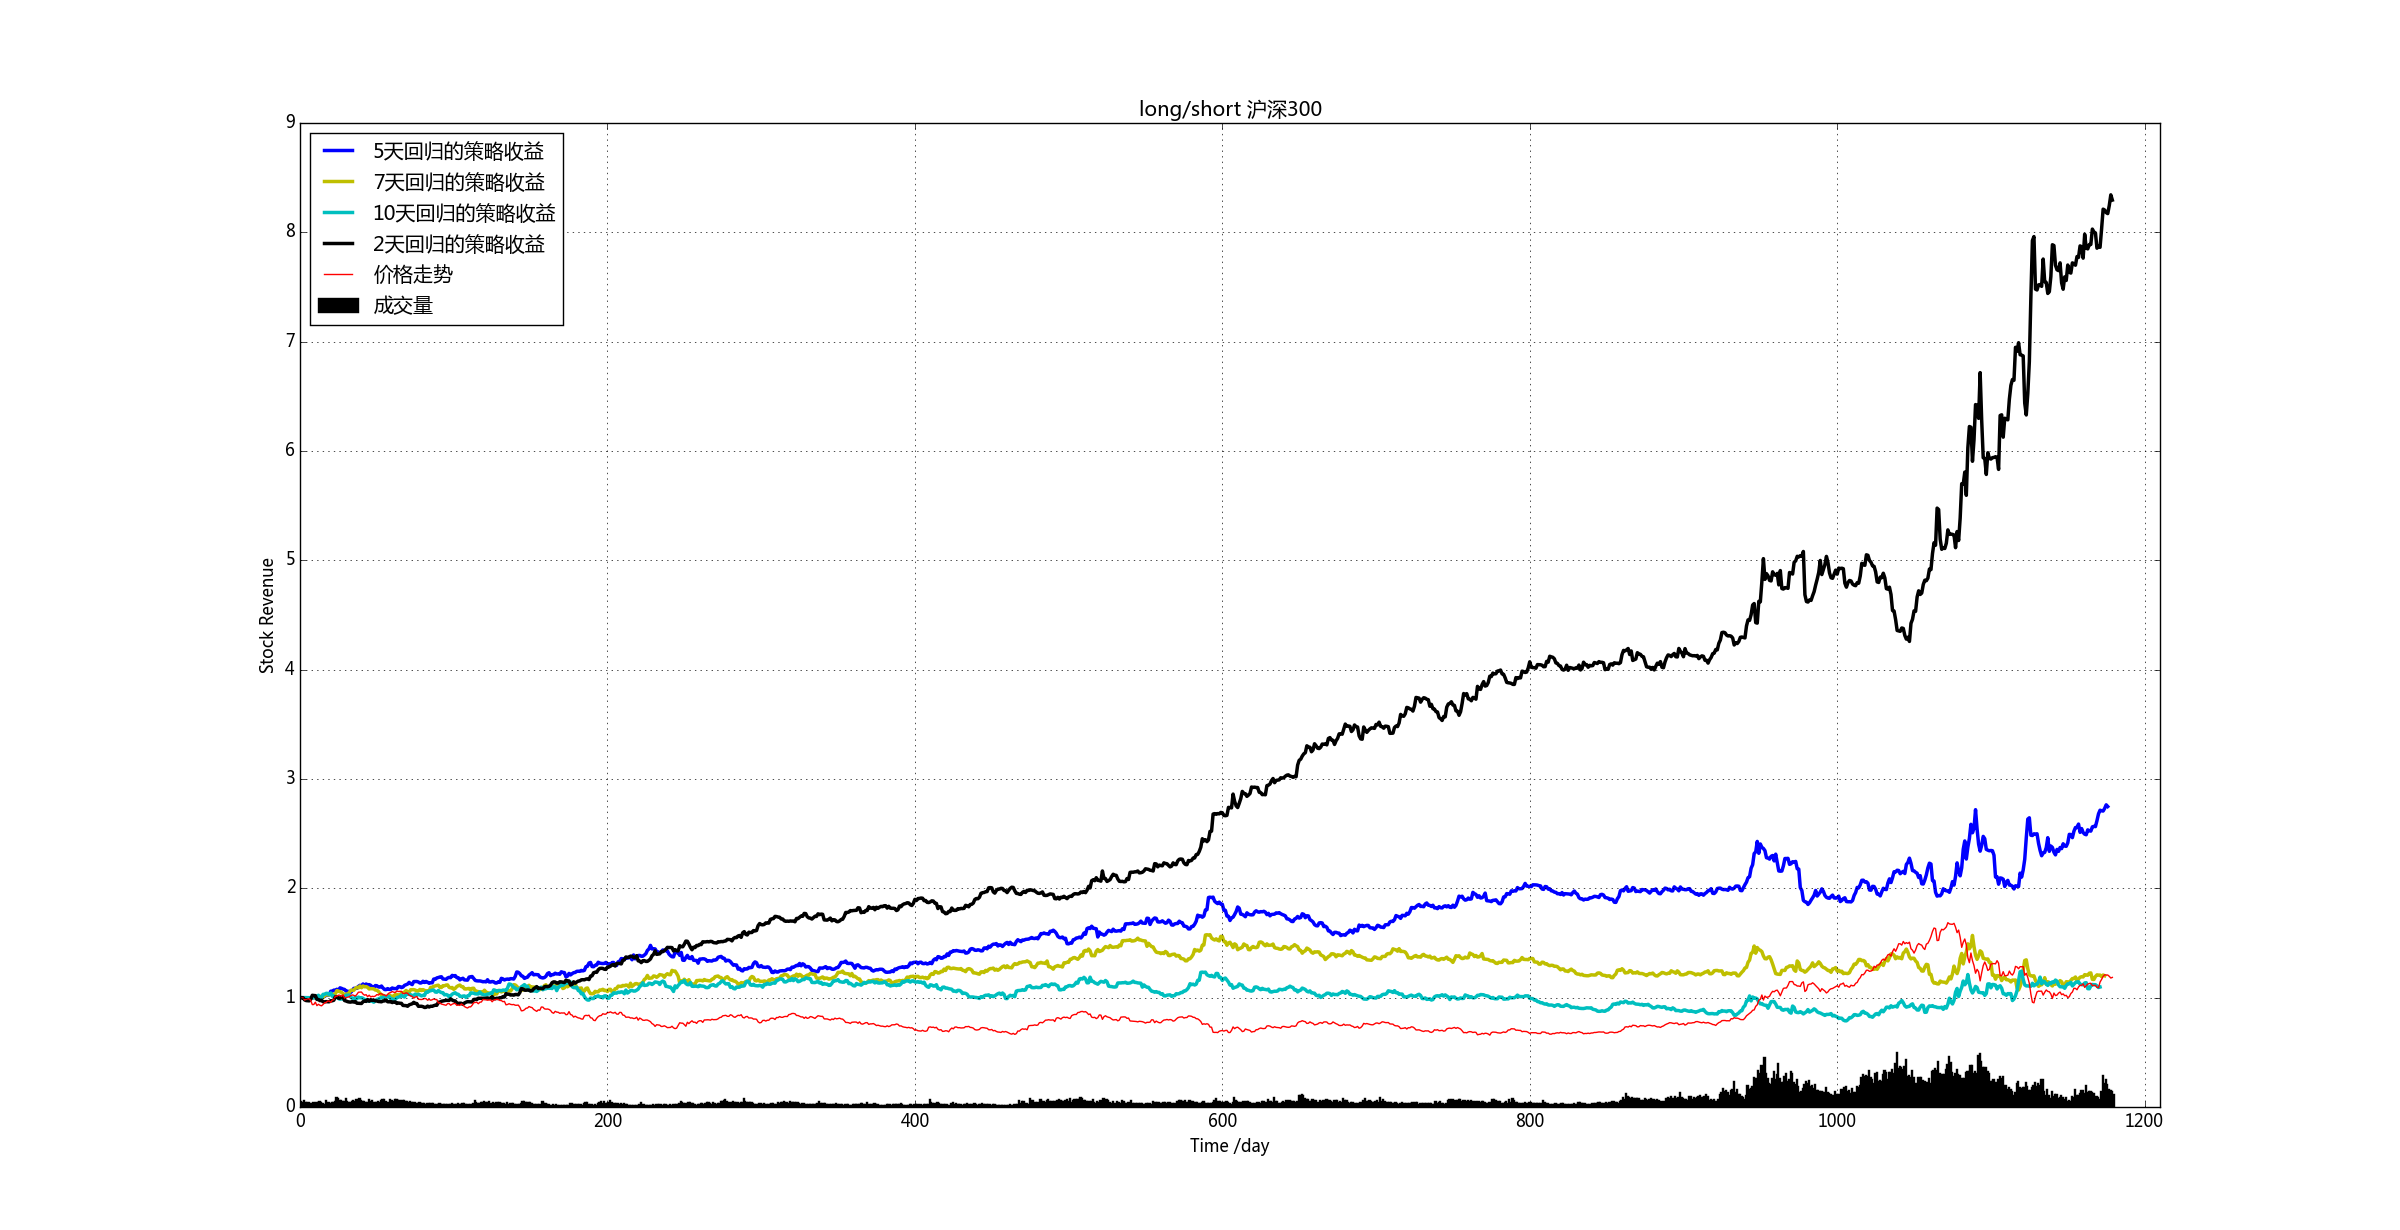 long/short 沪深300
9
8
7
6
5
4
3
2
1
0
Stock Revenue
5天回归的策略收益
7天回归的策略收益
10天回归的策略收益
2天回归的策略收益
价格走势
成交量
0 200 400 600 800 1000 1200
Time /day